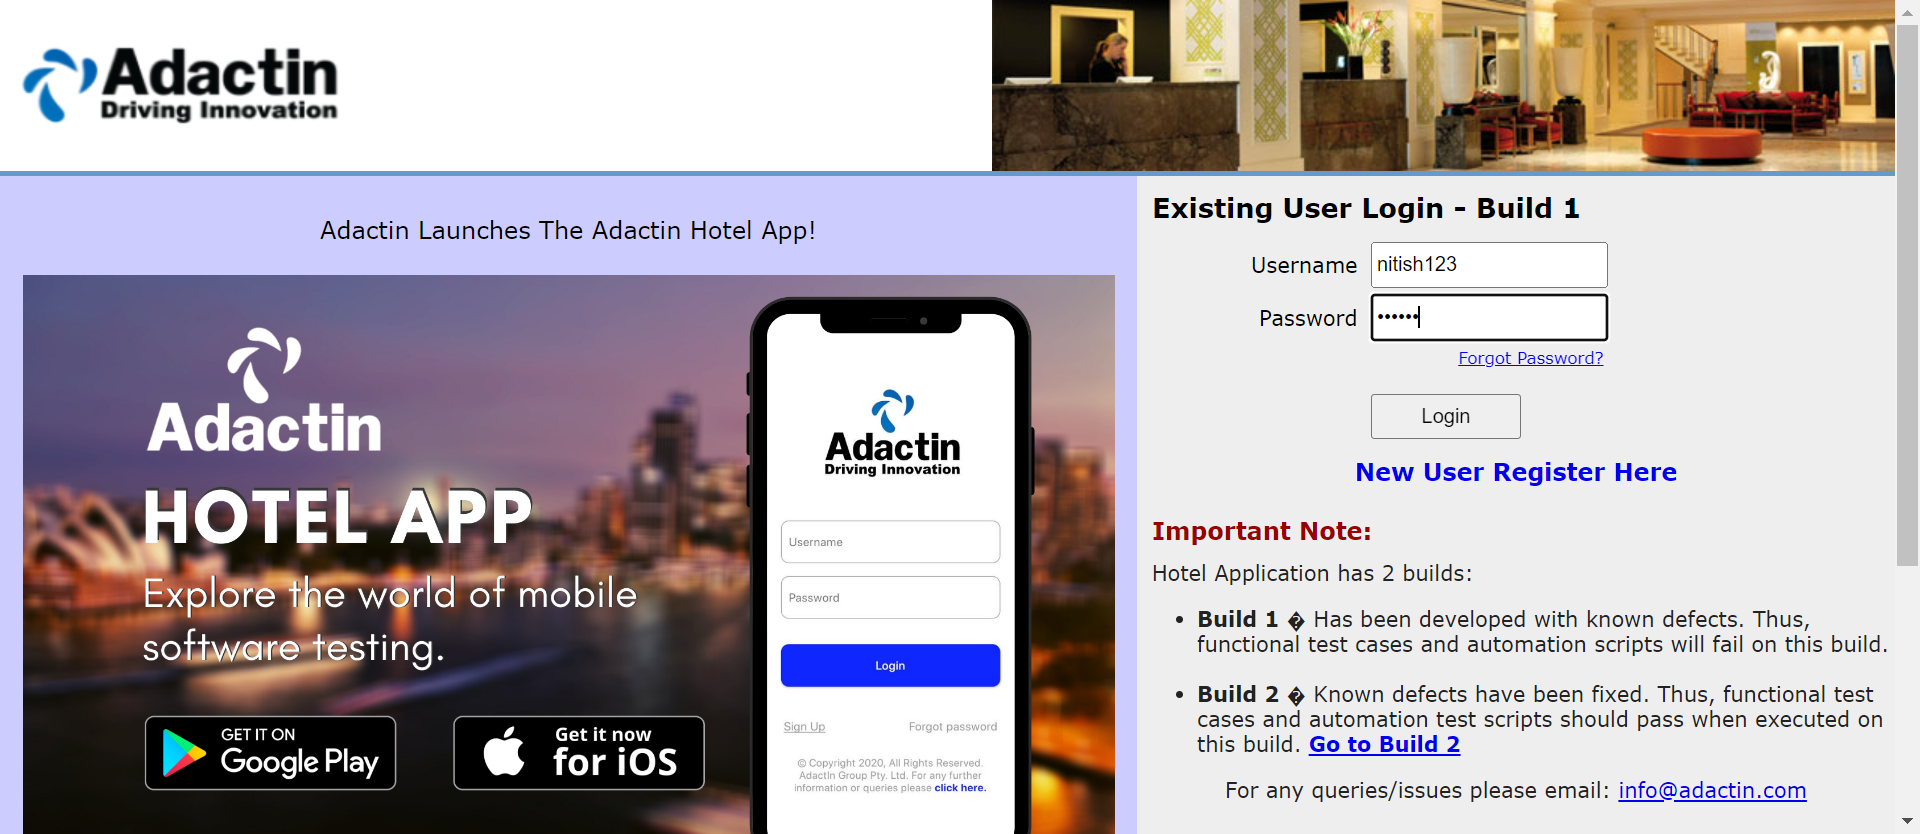 Adactin
Driving Innovation
Adactin Launches The Adactin Hotel App!
Adactin
HOTEL APP
Explore the world of mobile
software testing.
GET IT ON
Google Play
Get it now
for iOS
Adactin
Driving Innovation
Username
Password
Login
Sign Up Forgot password
© Copyright 2020, All Rights Reserved.
AdactIn Group Pty. Ltd. For any further
information or queries please click here.
Existing User Login - Build 1
Username nitish123
Password ••••••
Forgot Password?
Login
New User Register Here
Important Note:
Hotel Application has 2 builds:
• Build 1 � Has been developed with known defects. Thus,
functional test cases and automation scripts will fail on this build.
• Build 2 � Known defects have been fixed. Thus, functional test
cases and automation test scripts should pass when executed on
this build. Go to Build 2
For any queries/issues please email: info@adactin.com